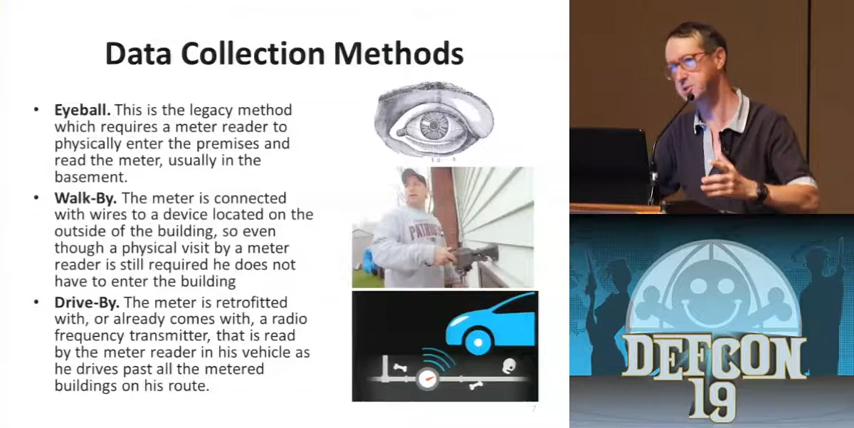 Data Collection Methods
• Eyeball. This is the legacy method
which requires a meter reader to
physically enter the premises and
read the meter, usually in the
basement.
• Walk-By. The meter is connected
with wires to a device located on the
outside of the building, so even
though a physical visit by a meter
reader is still required he does not
have to enter the building
• Drive-By. The meter is retrofitted
with, or already comes with, a radio
frequency transmitter, that is read
by the meter reader in his vehicle as
he drives past all the metered
buildings on his route.
PATRIOTS
7
DEFCON
19